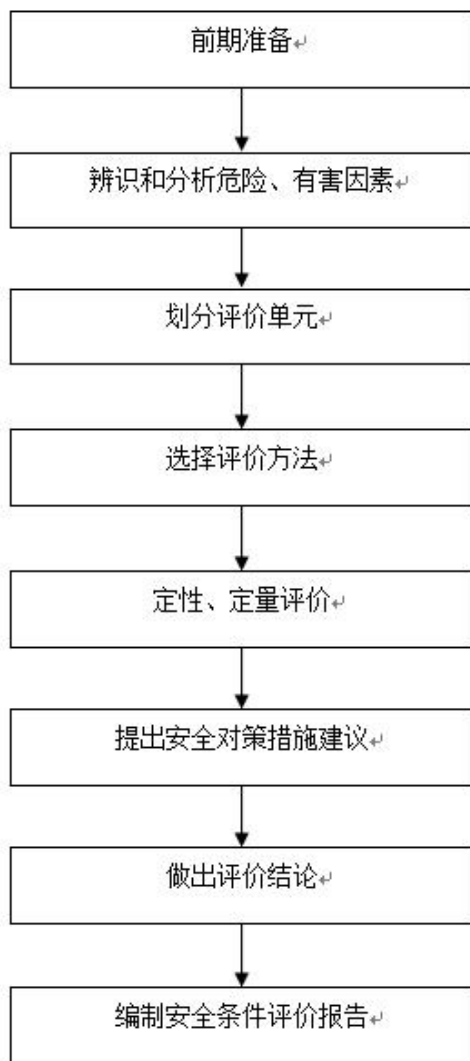 前期准备
辨识和分析危险、有害因素
划分评价单元
选择评价方法
定性、定量评价
提出安全对策措施建议
做出评价结论
编制安全条件评价报告